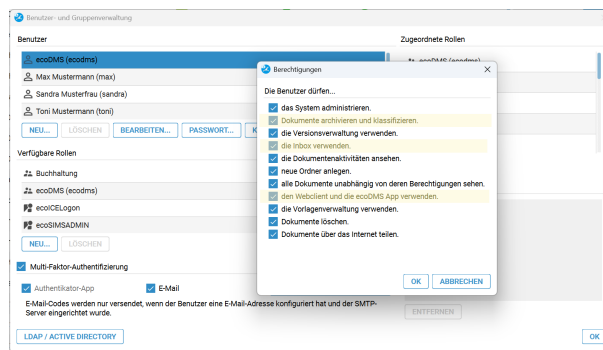 Benutzer- und Gruppenverwaltung
Benutzer
Zugeordnete Rollen
ecoDMS (ecodms)
Max Mustermann (max)
Sandra Musterfrau (sandra)
Toni Mustermann (toni)
NEU...
LÖSCHEN
BEARBEITEN...
PASSWORT...
K
Verfügbare Rollen
Buchhaltung
ecoDMS (ecodms)
ecoICELogon
ecoSIMSADMIN
NEU...
LÖSCHEN
Multi-Faktor-Authentifizierung
Authentikator-App
E-Mail
E-Mail-Codes werden nur versendet, wenn der Benutzer eine E-Mail-Adresse konfiguriert hat und der SMTP-
Server eingerichtet wurde.
LDAP / ACTIVE DIRECTORY
ecoDMS (ecodms)
Berechtigungen
Die Benutzer dürfen...
das System administrieren.
Dokumente archivieren und klassifizieren.
die Versionsverwaltung verwenden.
die Inbox verwenden.
die Dokumentenaktivitäten ansehen.
neue Ordner anlegen.
alle Dokumente unabhängig von deren Berechtigungen sehen.
den Webclient und die ecoDMS App verwenden.
die Vorlagenverwaltung verwenden.
Dokumente löschen.
Dokumente über das Internet teilen.
OK
ABBRECHEN
ENTFERNEN
OK